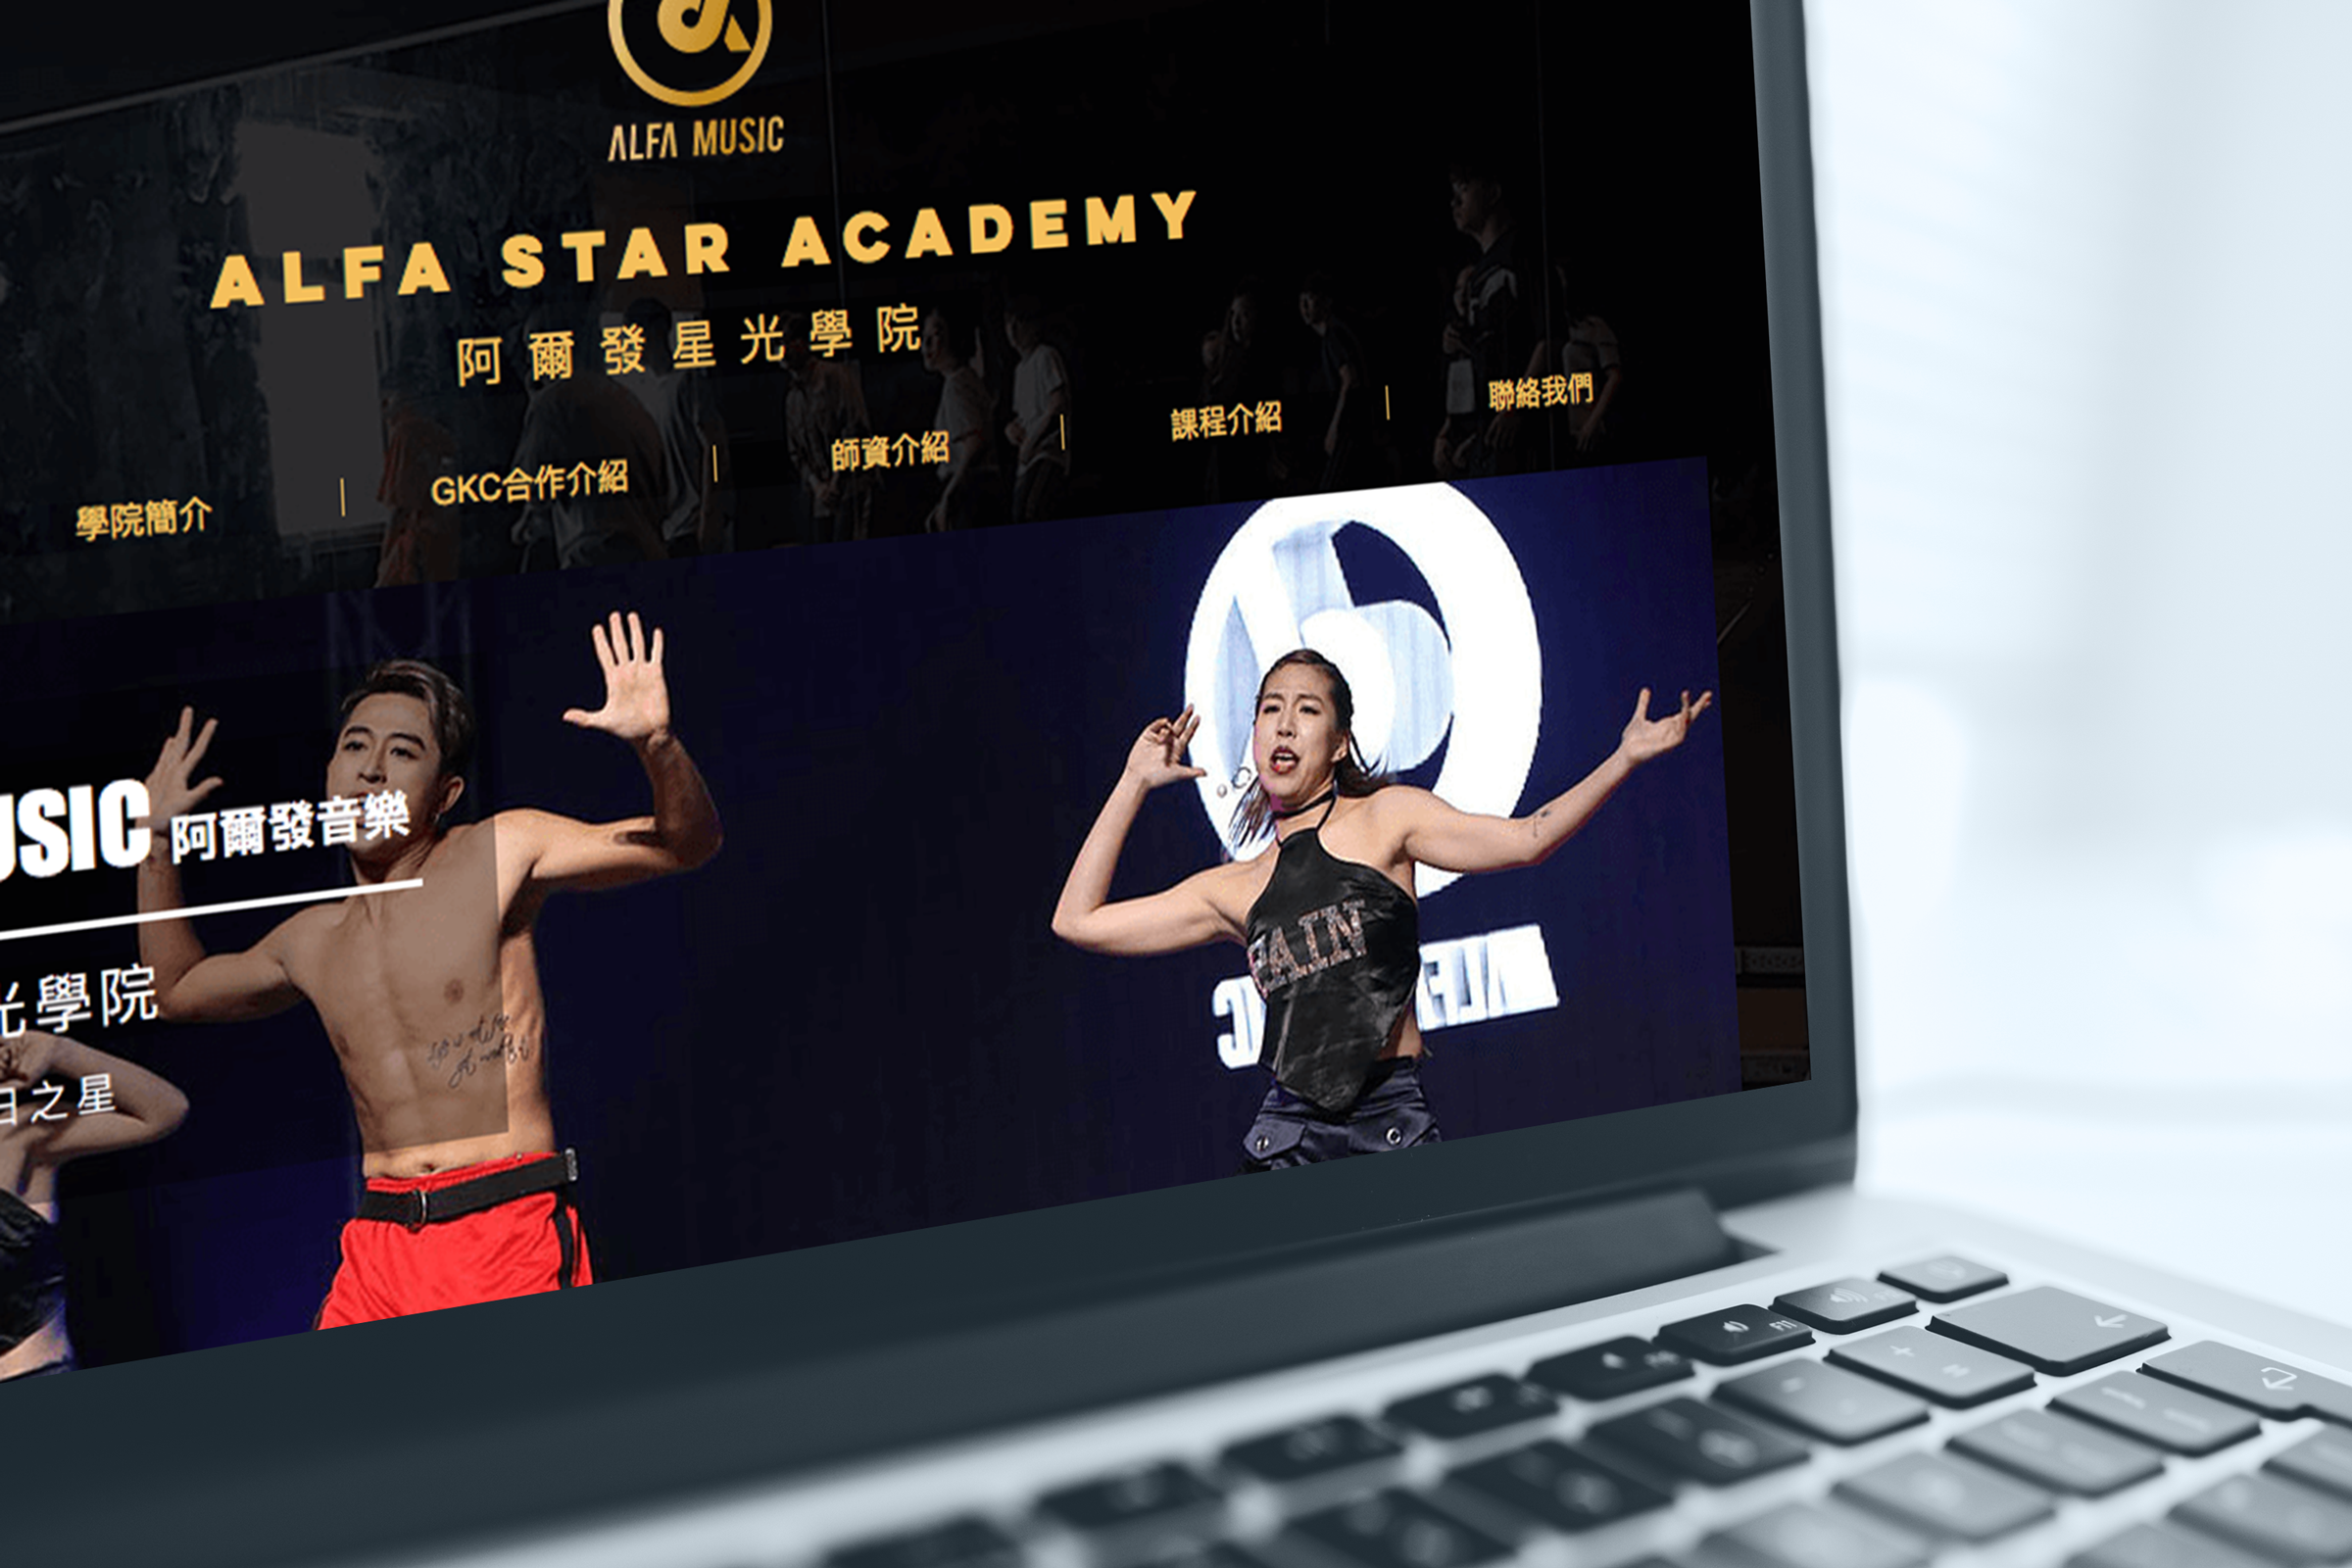 ALFA MUSIC
ALFA STAR ACADEMY
阿爾發星光學院
學院簡介 | GKC合作介紹 | 師資介紹 | 課程介紹 | 聯絡我們
USIC 阿爾發音樂
光學院
日之星
PAIN
F11